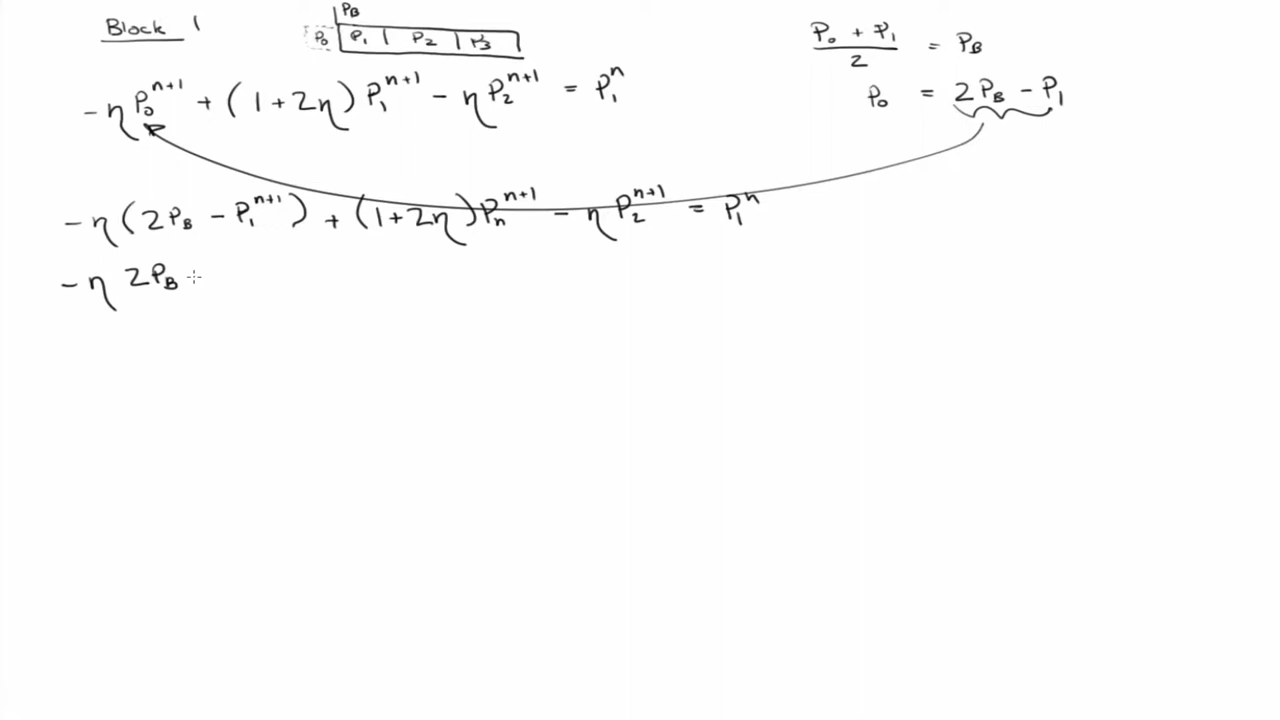 Block 1
P_B
P_0 P_1 P_2 P_3
-η P_0^{n+1} + (1+2η) P_1^{n+1} - η P_2^{n+1} = P_1^n
(P_0 + P_1)/2 = P_B
P_0 = 2P_B - P_1
-η (2P_B - P_1^{n+1}) + (1+2η) P_n^{n+1} - η P_2^{n+1} = P_1^n
-η 2P_B